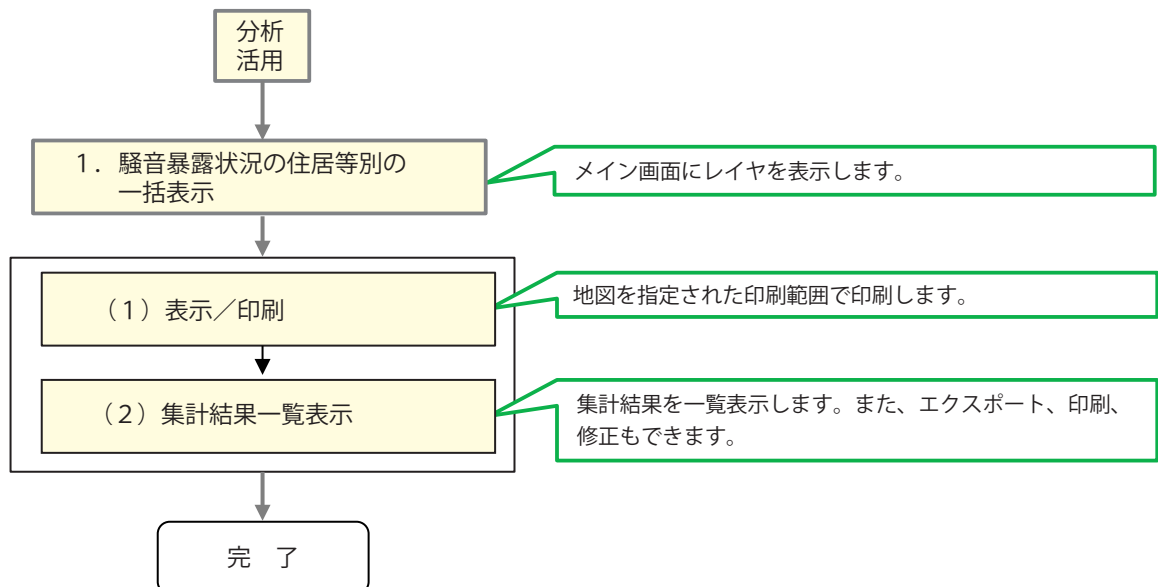 分析
活用
１．騒音暴露状況の住居等別の
一括表示
メイン画面にレイヤを表示します。
（１）表示／印刷
地図を指定された印刷範囲で印刷します。
（２）集計結果一覧表示
集計結果を一覧表示します。また、エクスポート、印刷、
修正もできます。
完　了